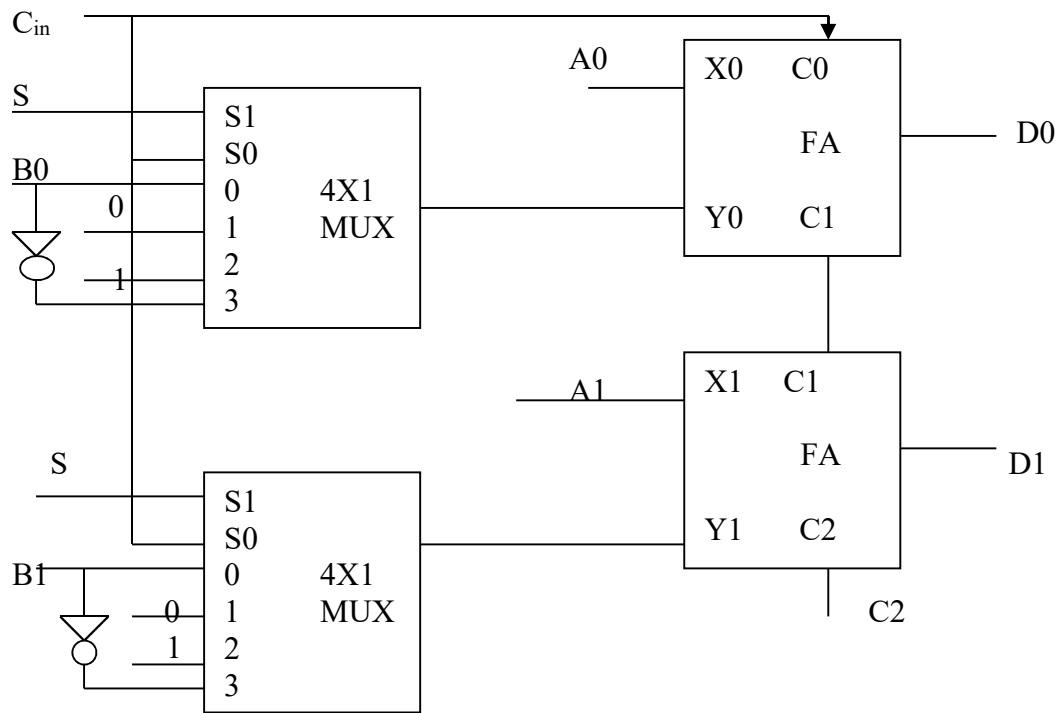 C_in
A0
X0 C0
S
S1
FA
D0
S0
B0
0 4X1
0
1 MUX
Y0 C1
2
1
3
A1
X1 C1
S
FA
D1
S1
S0
Y1 C2
B1
0 4X1
0
1 MUX
C2
1
2
3